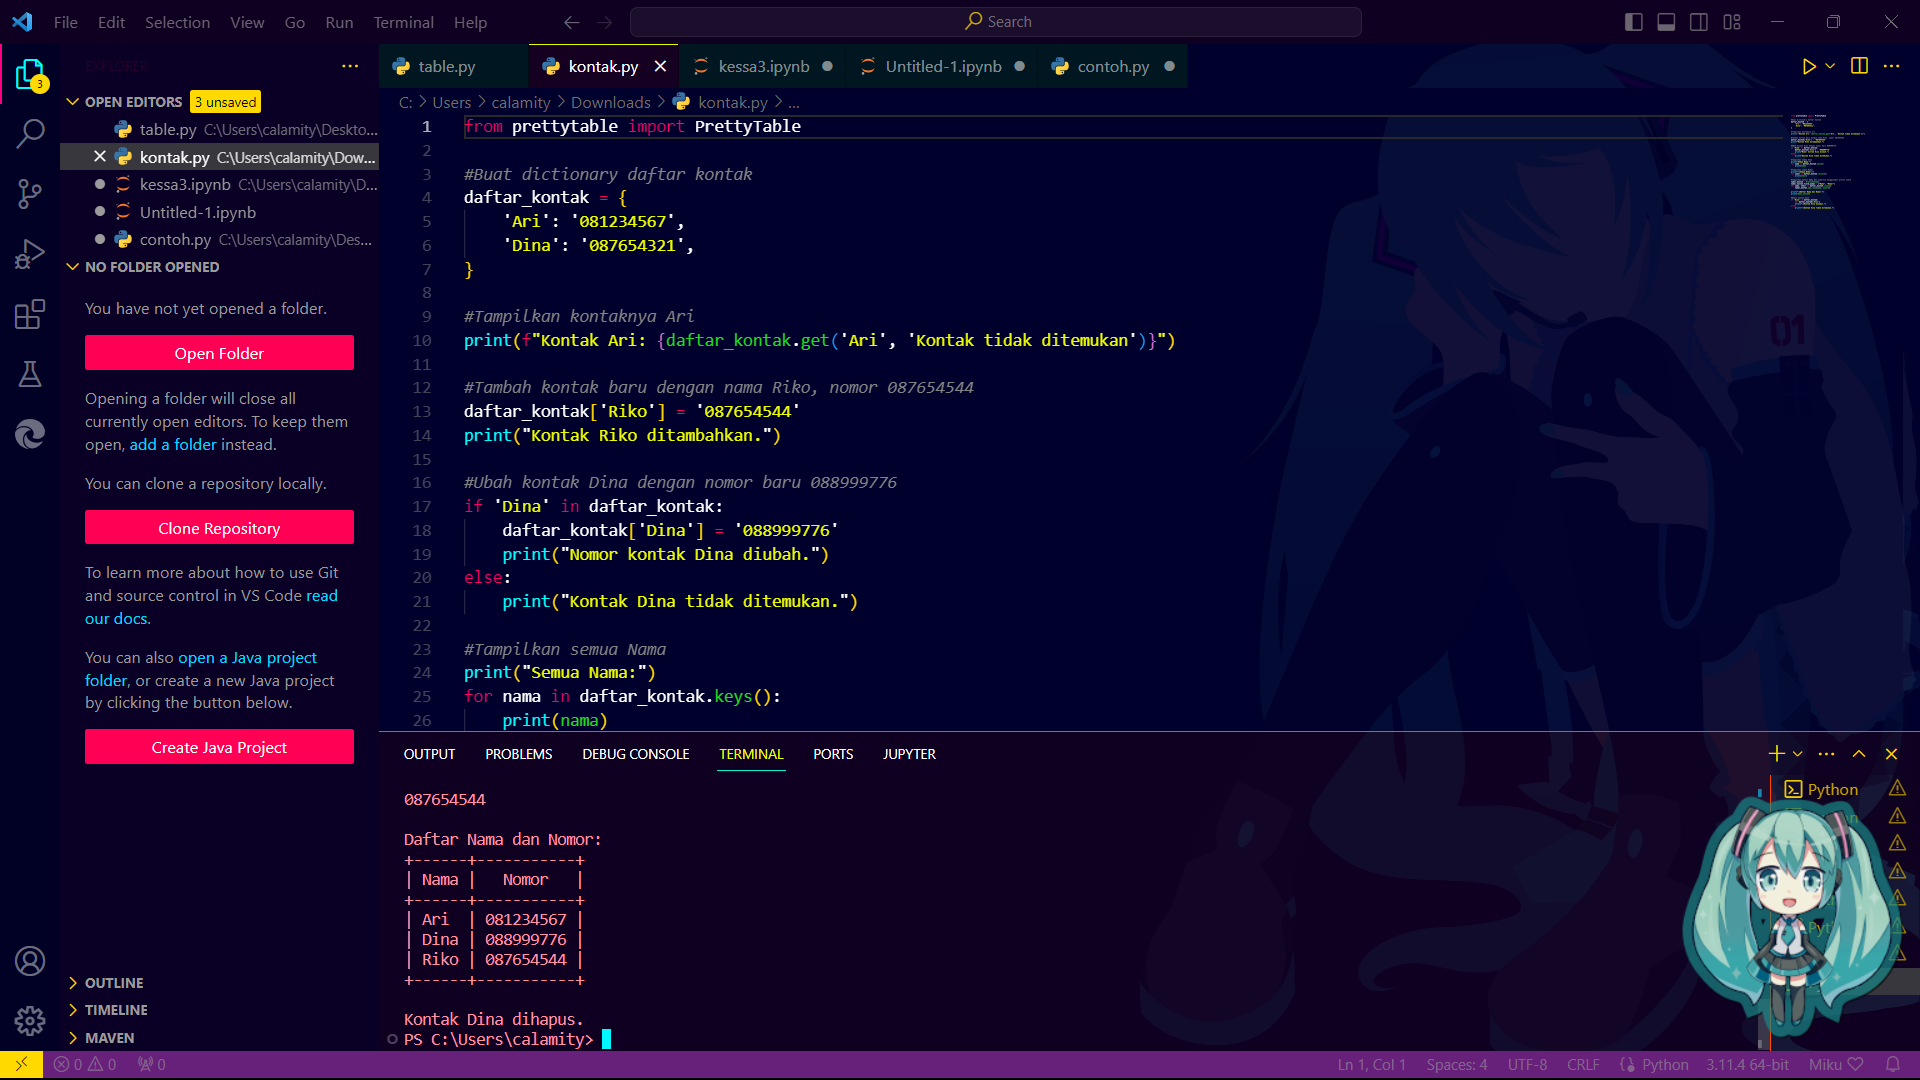 File Edit Selection View Go Run Terminal Help
Search
EXPLORER
3
OPEN EDITORS 3 unsaved
table.py C:\Users\calamity\Deskto...
kontak.py C:\Users\calamity\Dow...
kessa3.ipynb C:\Users\calamity\D...
Untitled-1.ipynb
contoh.py C:\Users\calamity\Des...
NO FOLDER OPENED
You have not yet opened a folder.
Open Folder
Opening a folder will close all
currently open editors. To keep them
open, add a folder instead.
You can clone a repository locally.
Clone Repository
To learn more about how to use Git
and source control in VS Code read
our docs.
You can also open a Java project
folder, or create a new Java project
by clicking the button below.
Create Java Project
OUTLINE
TIMELINE
MAVEN
table.py kontak.py kessa3.ipynb Untitled-1.ipynb contoh.py
C: > Users > calamity > Downloads > kontak.py > ...
1 from prettytable import PrettyTable
2
3 #Buat dictionary daftar kontak
4 daftar_kontak = {
5     'Ari': '081234567',
6     'Dina': '087654321',
7 }
8
9 #Tampilkan kontaknya Ari
10 print(f"Kontak Ari: {daftar_kontak.get('Ari', 'Kontak tidak ditemukan')}")
11
12 #Tambah kontak baru dengan nama Riko, nomor 087654544
13 daftar_kontak['Riko'] = '087654544'
14 print("Kontak Riko ditambahkan.")
15
16 #Ubah kontak Dina dengan nomor baru 088999776
17 if 'Dina' in daftar_kontak:
18     daftar_kontak['Dina'] = '088999776'
19     print("Nomor kontak Dina diubah.")
20 else:
21     print("Kontak Dina tidak ditemukan.")
22
23 #Tampilkan semua Nama
24 print("Semua Nama:")
25 for nama in daftar_kontak.keys():
26     print(nama)
01
OUTPUT PROBLEMS DEBUG CONSOLE TERMINAL PORTS JUPYTER
087654544
Daftar Nama dan Nomor:
+------+-----------+
| Nama |   Nomor   |
+------+-----------+
| Ari  | 081234567 |
| Dina | 088999776 |
| Riko | 087654544 |
+------+-----------+
Kontak Dina dihapus.
PS C:\Users\calamity>
Python
0 0 0
Ln 1, Col 1 Spaces: 4 UTF-8 CRLF Python 3.11.4 64-bit Miku